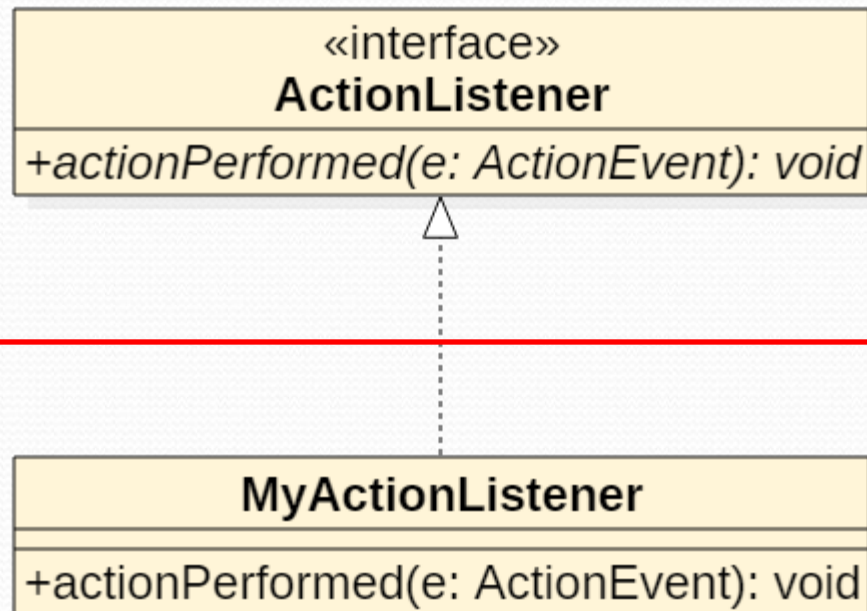 «interface»
ActionListener
+actionPerformed(e: ActionEvent): void
MyActionListener
+actionPerformed(e: ActionEvent): void